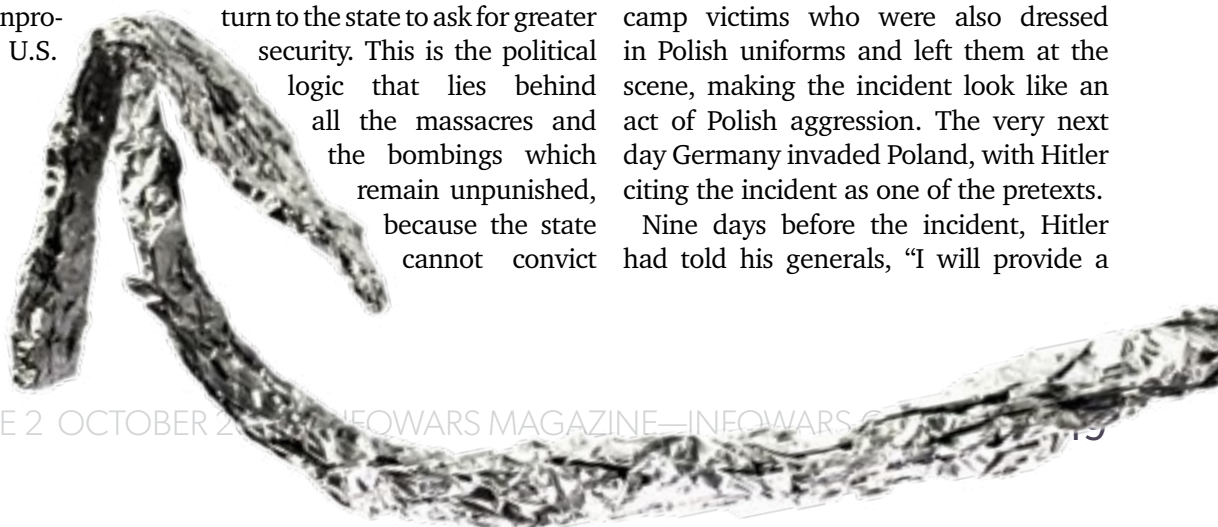 npro-
U.S.
turn to the state to ask for greater
security. This is the political
logic that lies behind
all the massacres and
the bombings which
remain unpunished,
because the state
cannot convict
camp victims who were also dressed
in Polish uniforms and left them at the
scene, making the incident look like an
act of Polish aggression. The very next
day Germany invaded Poland, with Hitler
citing the incident as one of the pretexts.
Nine days before the incident, Hitler
had told his generals, “I will provide a
E 2 OCTOBER MAGAZINE—INFOWARS
19